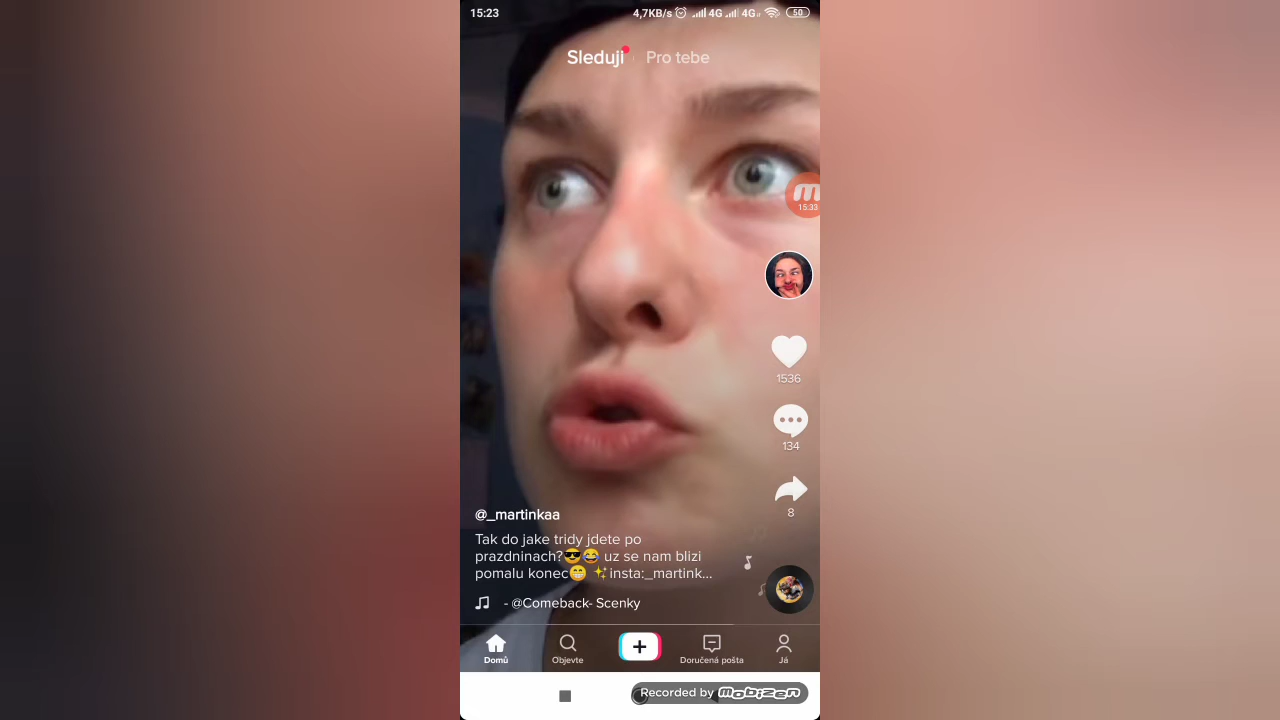 15:23
4,7KB/s 4G 4G 50
Sleduji
Pro tebe
15:33
1536
134
8
@_martinkaa
Tak do jake tridy jdete po
prazdninach?😎😂 uz se nam blizi
pomalu konec😁 ✨insta:_martink...
- @Comeback- Scenky
Domů
Objevte
Doručená pošta
Já
Recorded by mobizen